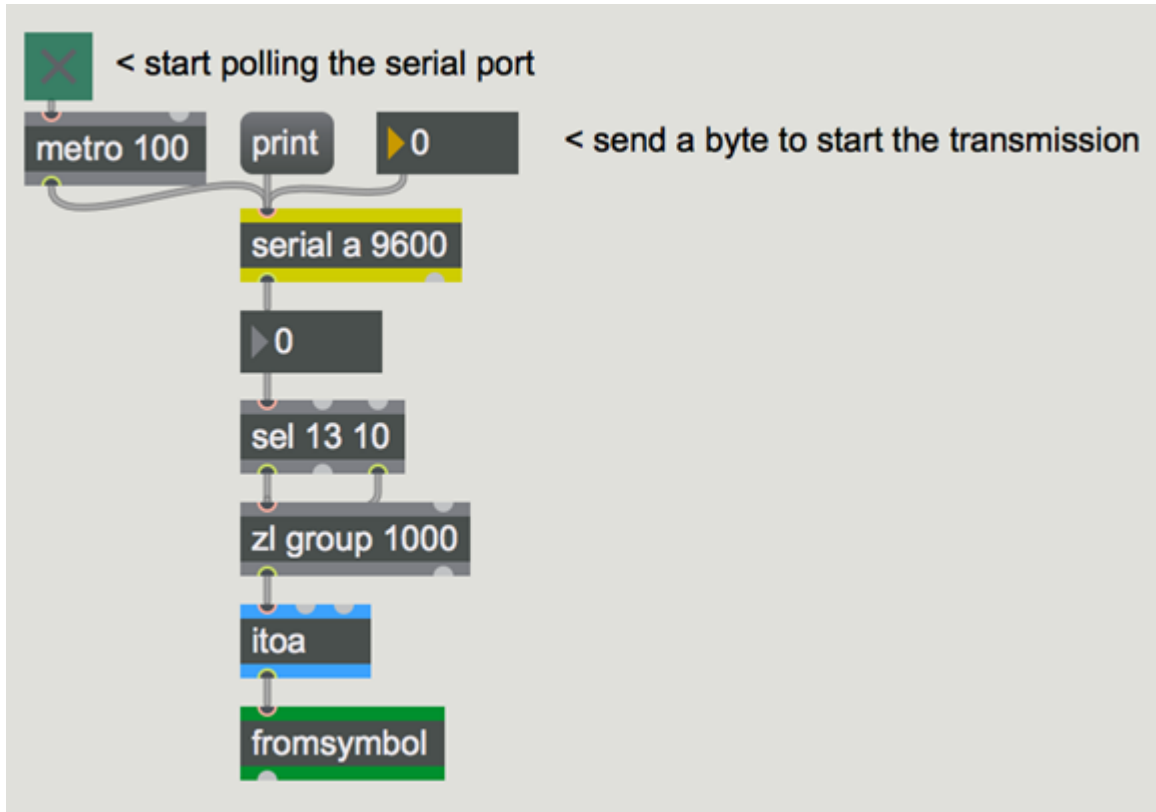 < start polling the serial port
metro 100
print
0
< send a byte to start the transmission
serial a 9600
0
sel 13 10
zl group 1000
itoa
fromsymbol